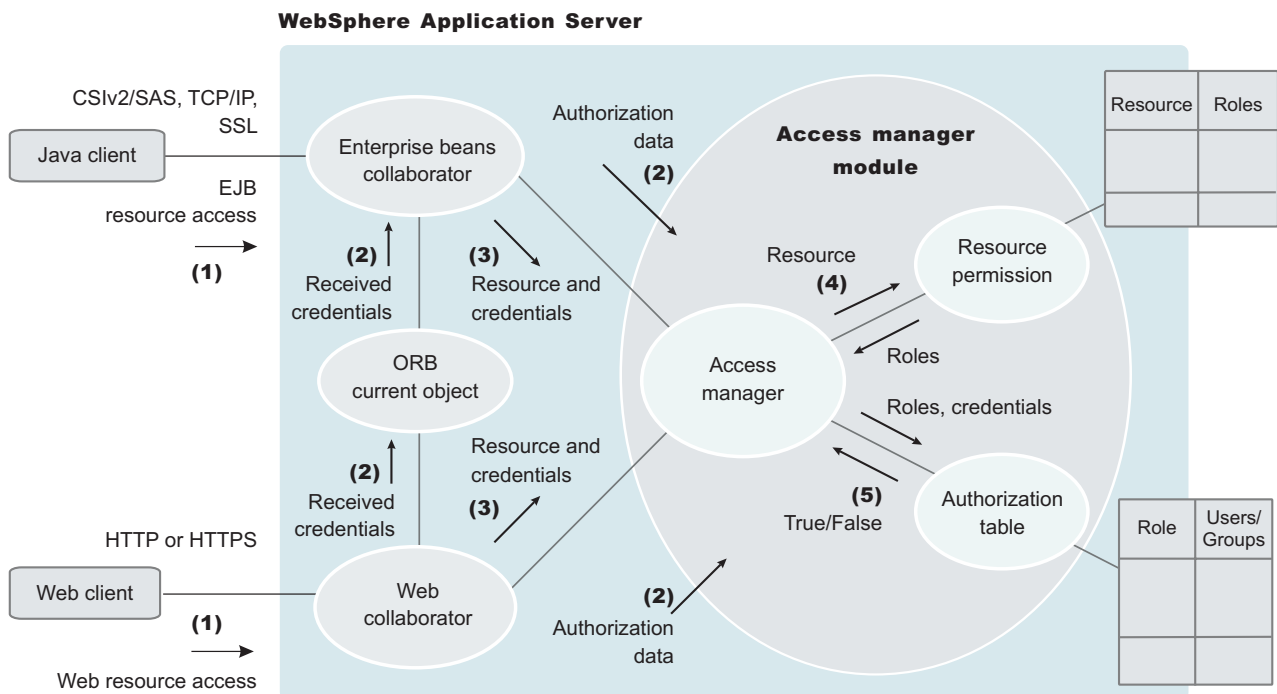 WebSphere Application Server
CSIv2/SAS, TCP/IP,
SSL
Java client
EJB
resource access
(1)
Enterprise beans
collaborator
Authorization
data
(2)
Access manager
module
Resource
Roles
(2)
Received
credentials
(3)
Resource and
credentials
Resource
(4)
Resource
permission
Roles
ORB
current object
Access
manager
Roles, credentials
(2)
Received
credentials
Resource and
credentials
(3)
(5)
True/False
Authorization
table
Role
Users/
Groups
HTTP or HTTPS
Web client
(1)
Web resource access
Web
collaborator
(2)
Authorization
data